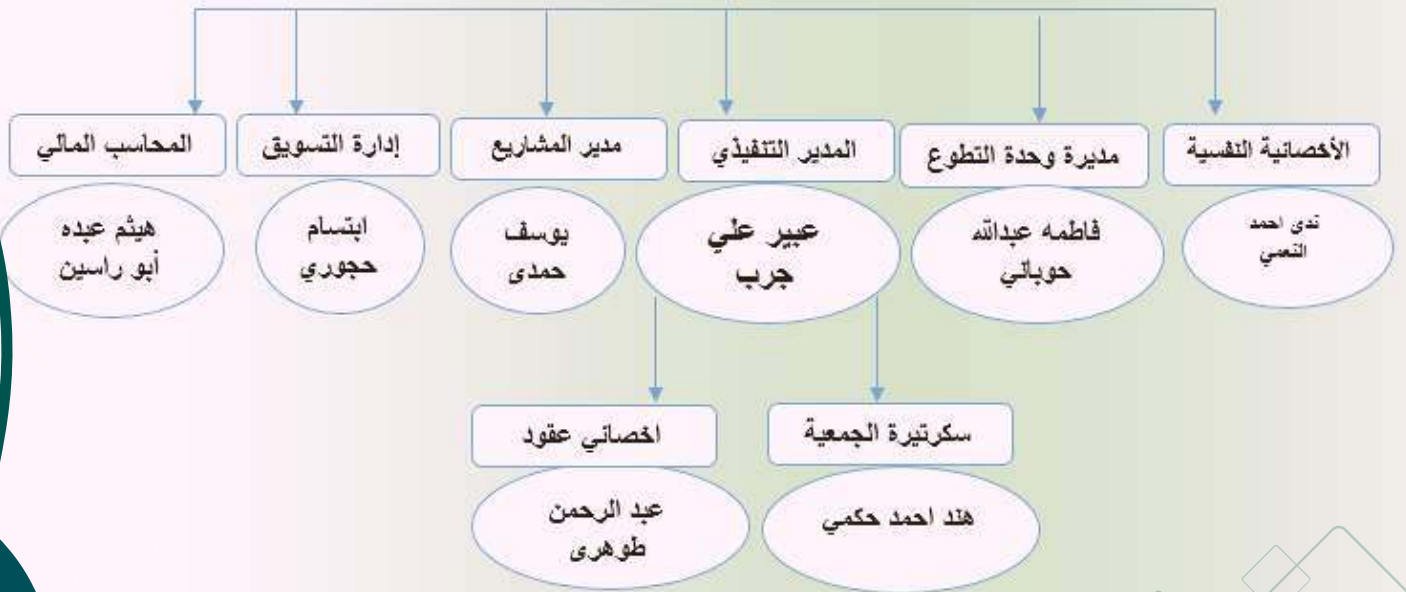 الأخصائية النفسية
مديرة وحدة التطوع
المدير التنفيذي
مدير المشاريع
إدارة التسويق
المحاسب المالي
ندى احمد
النعمي
فاطمه عبدالله
حوباني
عبير علي
جرب
يوسف
حمدى
ابتسام
حجوري
هيثم عبده
أبو راسين
سكرتيرة الجمعية
اخصائي عقود
هند احمد حكمي
عبد الرحمن
طوهرى